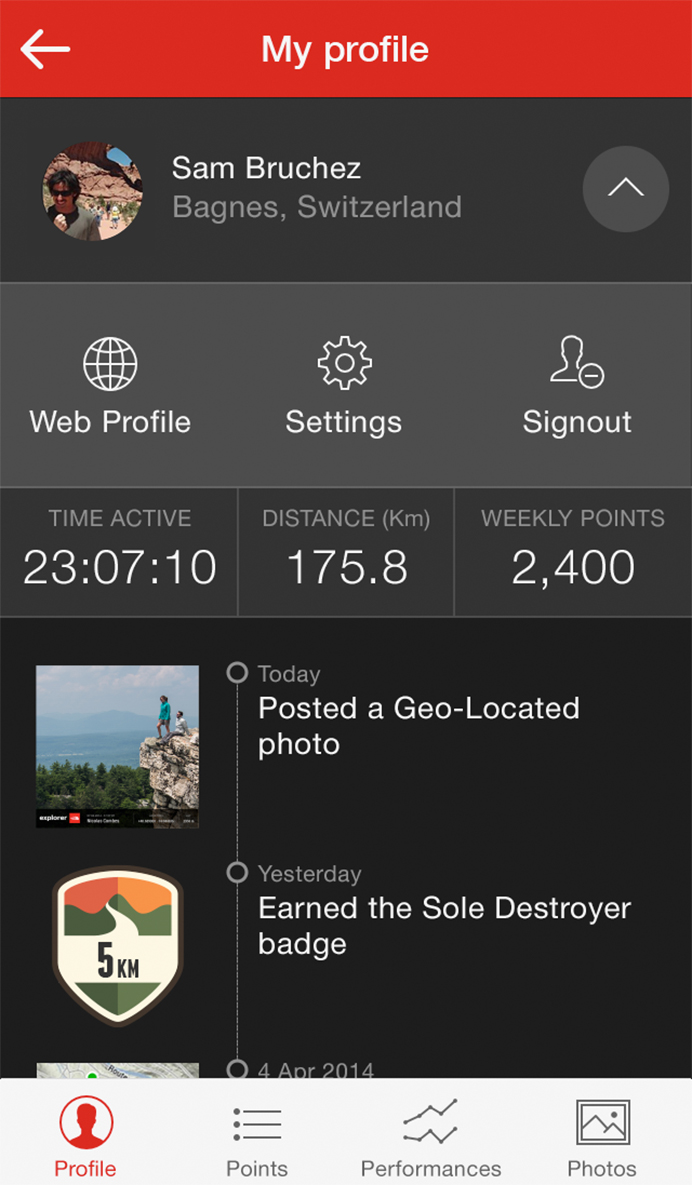 My profile
Sam Bruchez
Bagnes, Switzerland
Web Profile
Settings
Signout
TIME ACTIVE
23:07:10
DISTANCE (Km)
175.8
WEEKLY POINTS
2,400
Today
Posted a Geo-Located
photo
explorer
Yesterday
Earned the Sole Destroyer
badge
5 KM
4 Apr 2014
Route
Profile
Points
Performances
Photos